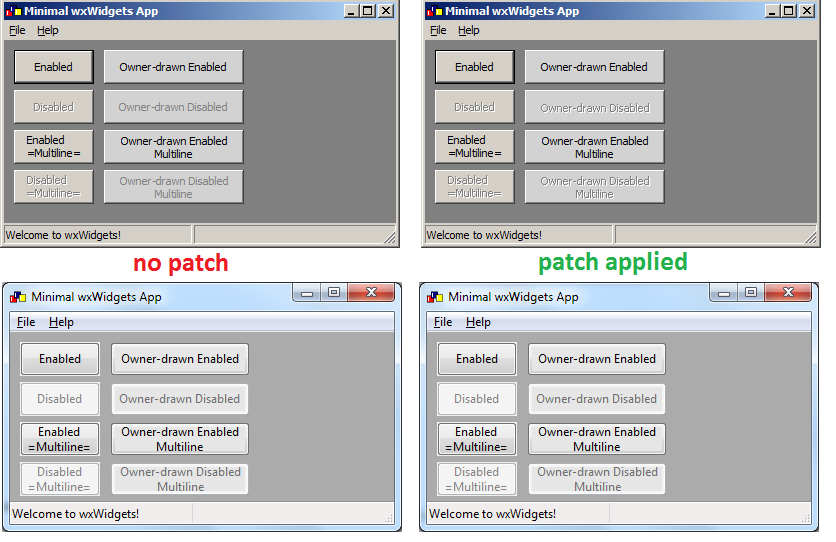 Minimal wxWidgets App
File Help
Enabled
Owner-drawn Enabled
Disabled
Owner-drawn Disabled
Enabled
=Multiline=
Owner-drawn Enabled
Multiline
Disabled
=Multiline=
Owner-drawn Disabled
Multiline
Welcome to wxWidgets!
Minimal wxWidgets App
File Help
Enabled
Owner-drawn Enabled
Disabled
Owner-drawn Disabled
Enabled
=Multiline=
Owner-drawn Enabled
Multiline
Disabled
=Multiline=
Owner-drawn Disabled
Multiline
Welcome to wxWidgets!
no patch
patch applied
Minimal wxWidgets App
File Help
Enabled
Owner-drawn Enabled
Disabled
Owner-drawn Disabled
Enabled
=Multiline=
Owner-drawn Enabled
Multiline
Disabled
=Multiline=
Owner-drawn Disabled
Multiline
Welcome to wxWidgets!
Minimal wxWidgets App
File Help
Enabled
Owner-drawn Enabled
Disabled
Owner-drawn Disabled
Enabled
=Multiline=
Owner-drawn Enabled
Multiline
Disabled
=Multiline=
Owner-drawn Disabled
Multiline
Welcome to wxWidgets!